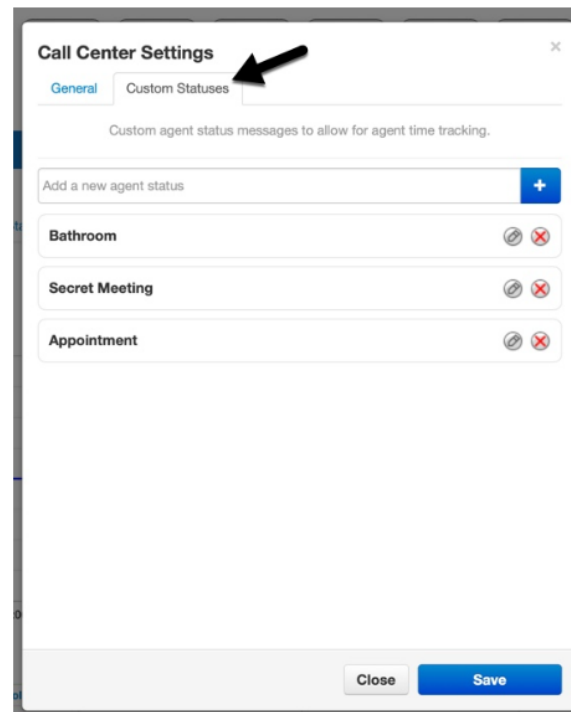 Call Center Settings
×
General
Custom Statuses
Custom agent status messages to allow for agent time tracking.
Add a new agent status
+
Bathroom
Secret Meeting
Appointment
Close
Save